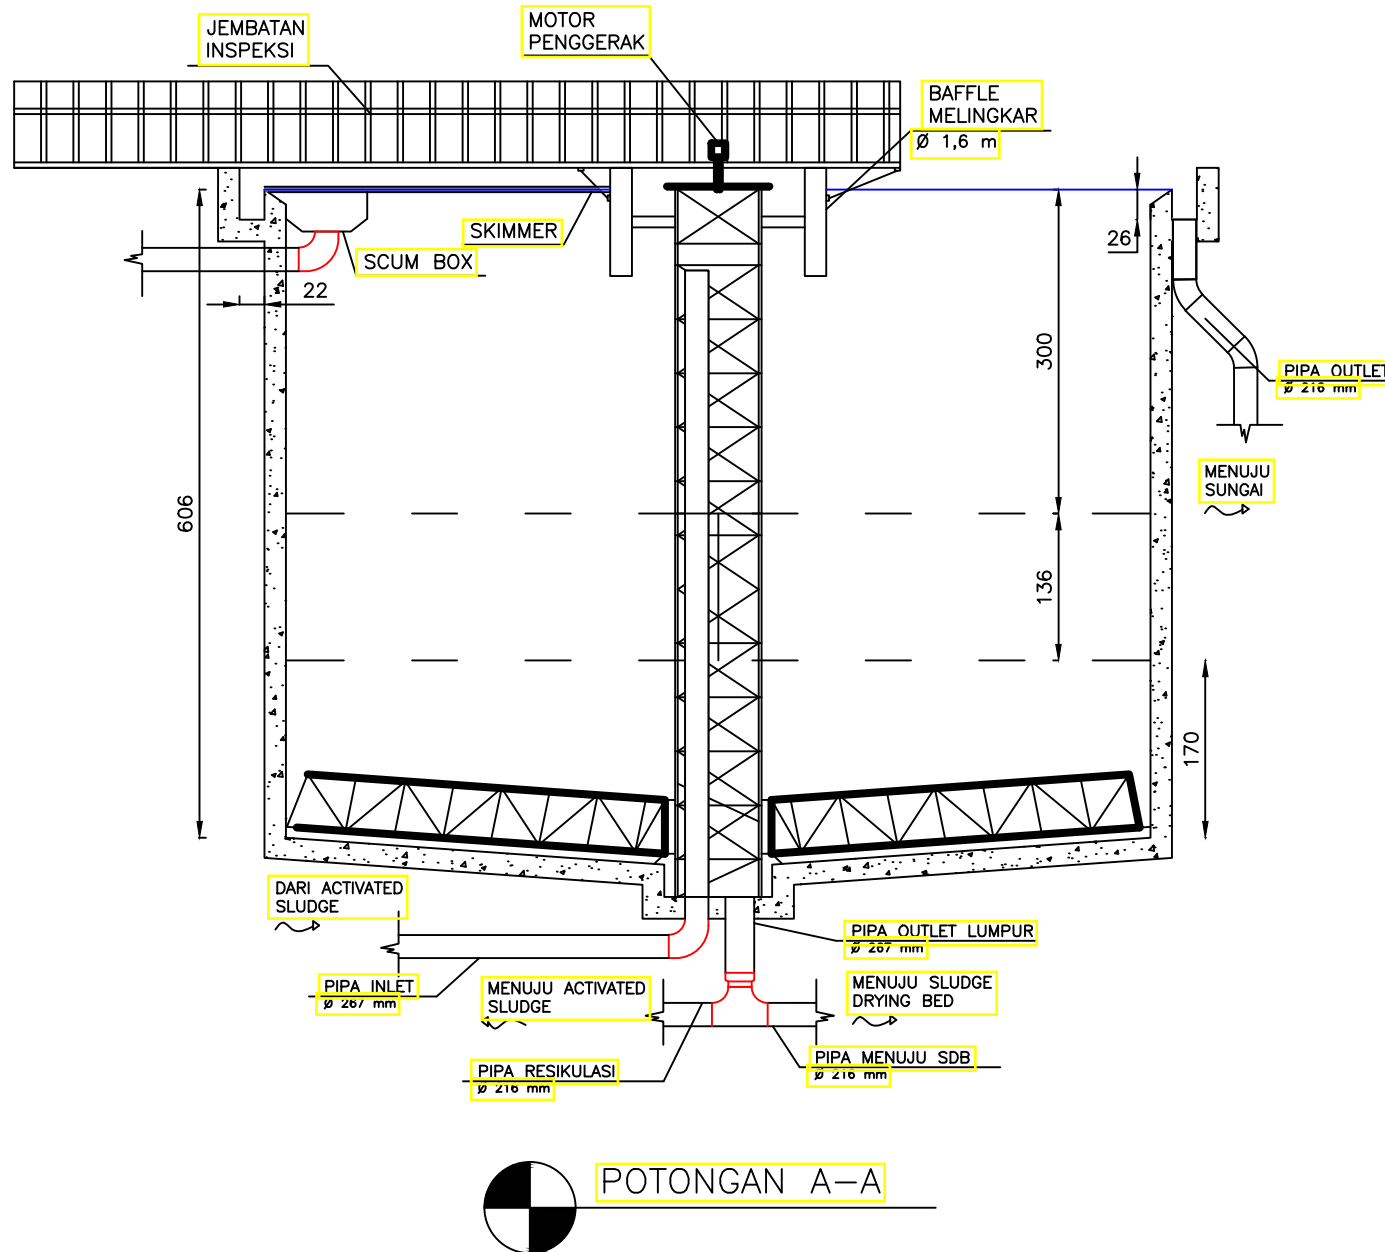 JEMBATAN
INSPEKSI
MOTOR
PENGGERAK
BAFFLE
MELINGKAR
Ø 1,6 m
SKIMMER
SCUM BOX
26
22
300
PIPA OUTLET
Ø 216 mm
MENUJU
SUNGAI
606
136
170
DARI ACTIVATED
SLUDGE
PIPA OUTLET LUMPUR
Ø 267 mm
PIPA INLET
Ø 267 mm
MENUJU ACTIVATED
SLUDGE
MENUJU SLUDGE
DRYING BED
PIPA RESIKULASI
Ø 216 mm
PIPA MENUJU SDB
Ø 216 mm
POTONGAN A-A